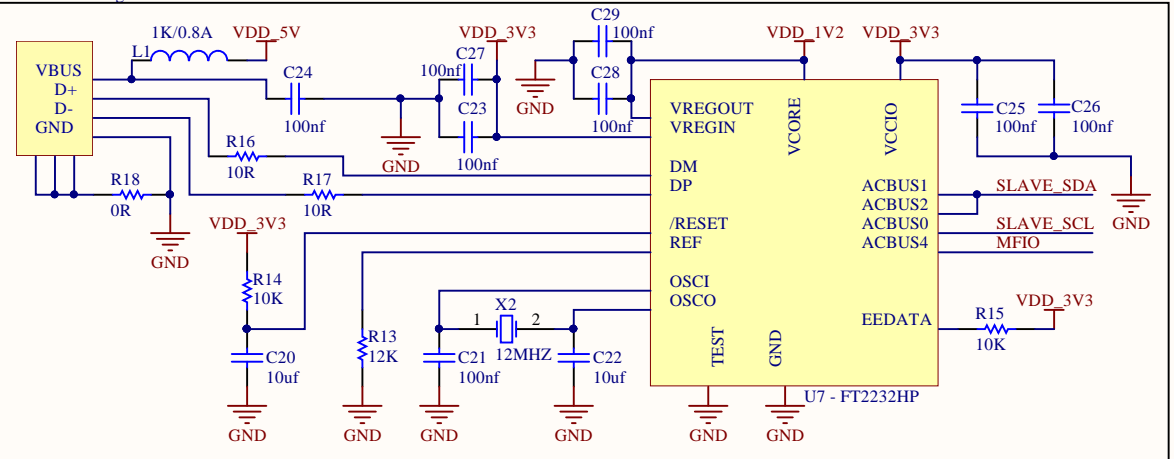 1K/0.8A
L1
VDD_5V
VBUS
D+
D-
GND
C24
100nf
C27
100nf
VDD_3V3
C23
100nf
GND
C29
100nf
C28
100nf
GND
VDD_1V2
VDD_3V3
C25
100nf
C26
100nf
GND
R16
10R
R17
10R
R18
0R
GND
VDD_3V3
R14
10K
C20
10uf
GND
R13
12K
GND
X2
1
2
12MHZ
C21
100nf
GND
C22
10uf
GND
VREGOUT
VREGIN
VCORE
VCCIO
DM
DP
/RESET
REF
OSCI
OSCO
TEST
GND
ACBUS1
ACBUS2
ACBUS0
ACBUS4
EEDATA
SLAVE_SDA
SLAVE_SCL
MFIO
VDD_3V3
R15
10K
U7 - FT2232HP
GND
GND